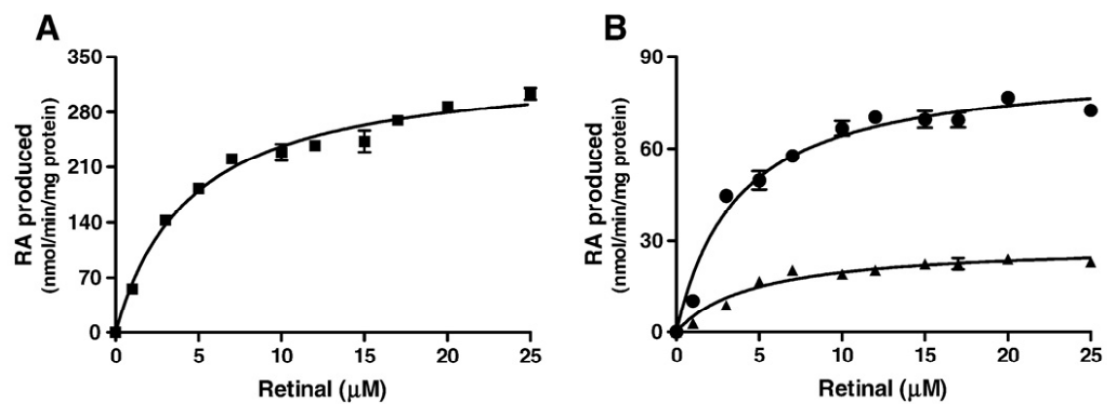 A
350
280
210
140
70
0
RA produced
(nmol/min/mg protein)
0 5 10 15 20 25
Retinal (μM)
B
90
60
30
0
RA produced
(nmol/min/mg protein)
0 5 10 15 20 25
Retinal (μM)